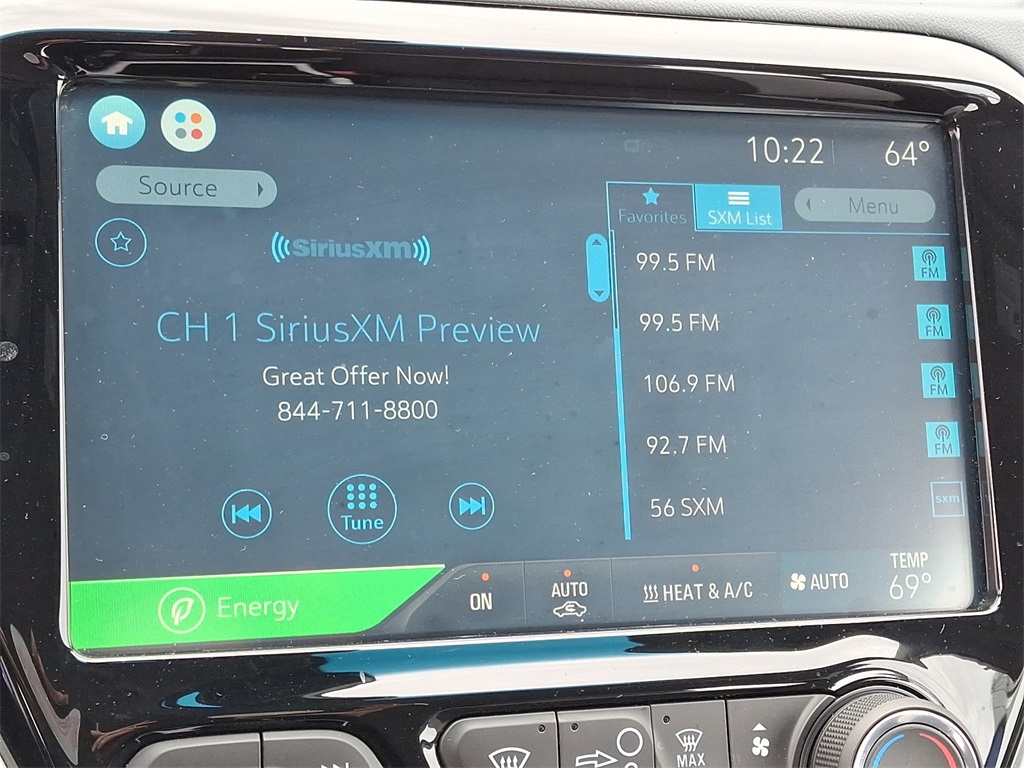 10:22
64°
Source
Favorites
SXM List
Menu
((SiriusXM))
CH 1 SiriusXM Preview
Great Offer Now!
844-711-8800
Tune
99.5 FM
FM
99.5 FM
FM
106.9 FM
FM
92.7 FM
FM
56 SXM
sxm
Energy
ON
AUTO
HEAT & A/C
AUTO
TEMP
69°
MAX